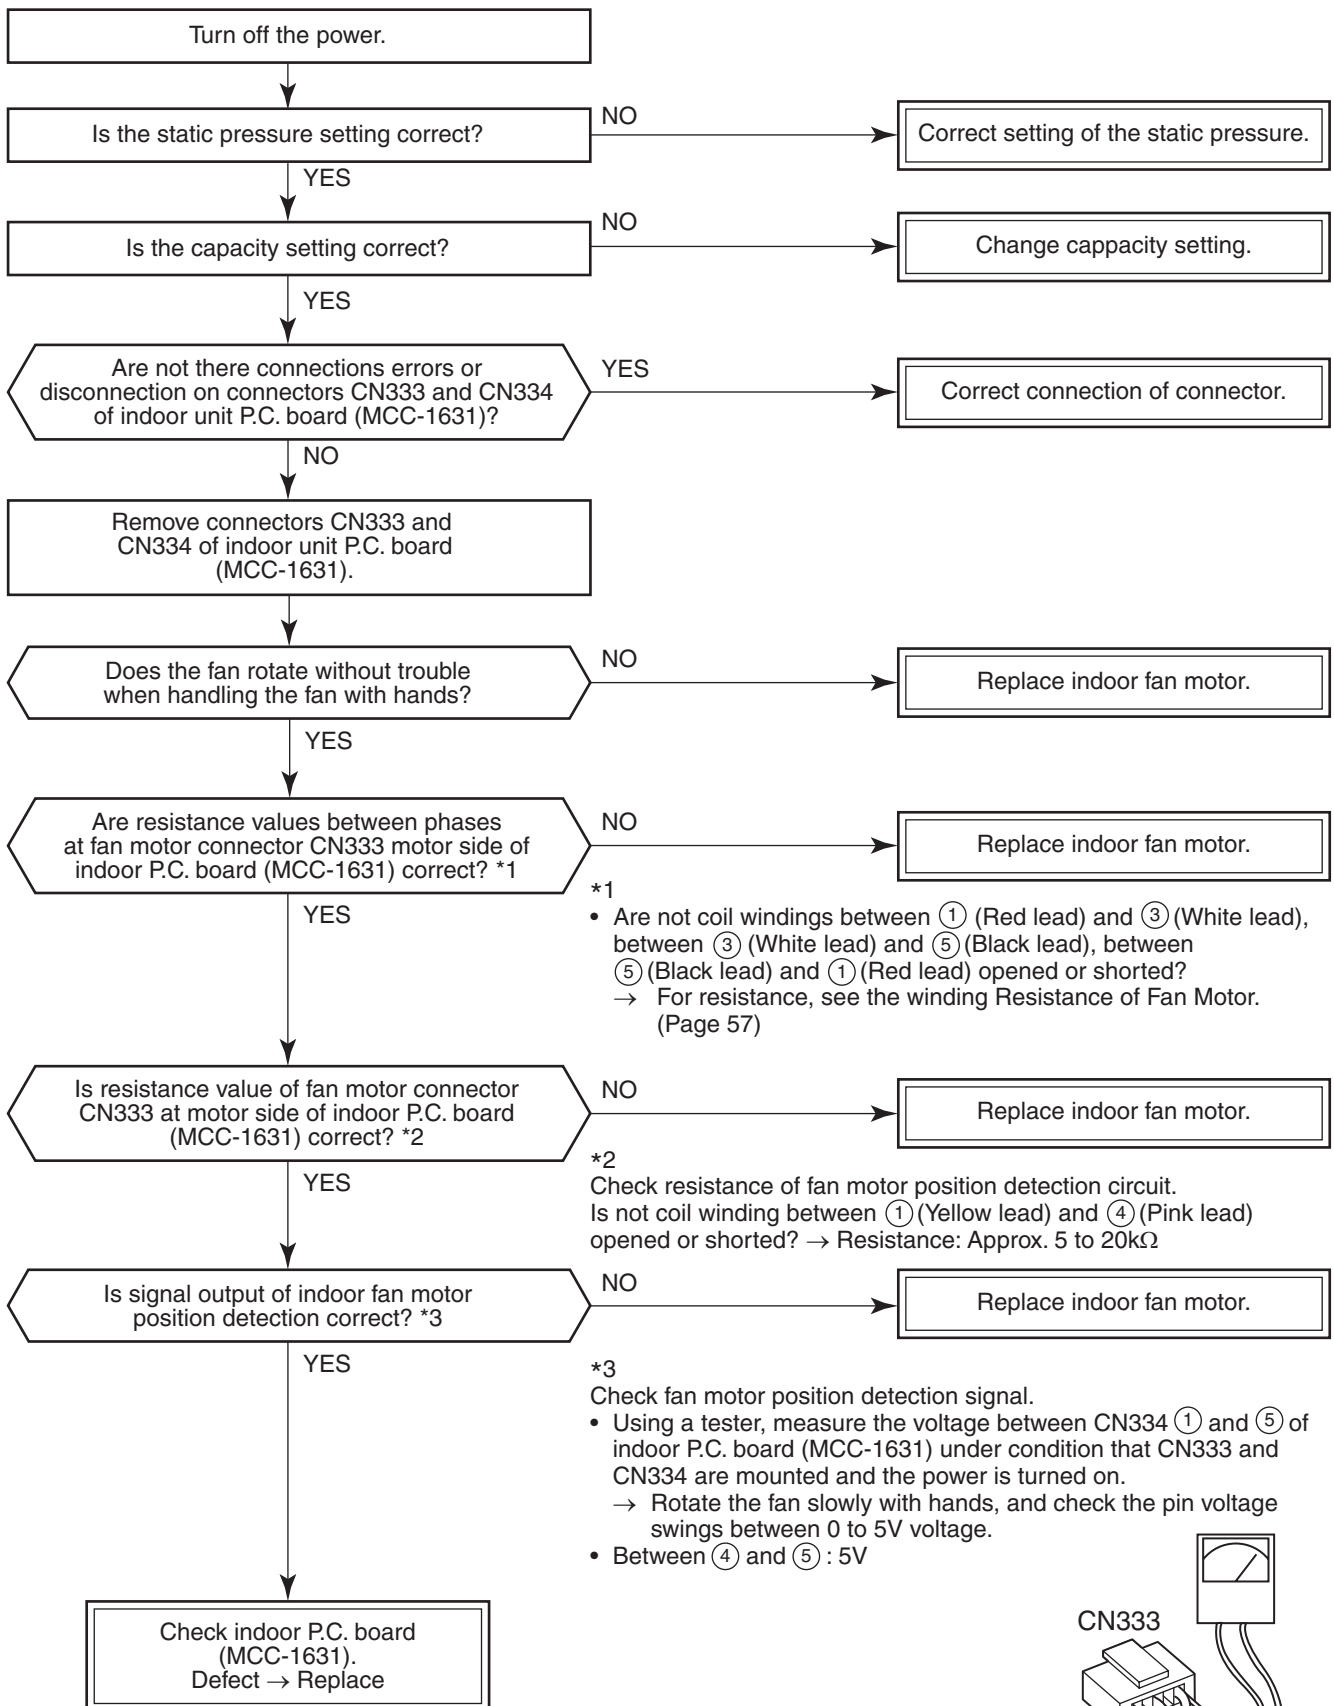 Turn off the power.
Is the static pressure setting correct?
NO
Correct setting of the static pressure.
YES
Is the capacity setting correct?
NO
Change cappacity setting.
YES
Are not there connections errors or
disconnection on connectors CN333 and CN334
of indoor unit P.C. board (MCC-1631)?
YES
Correct connection of connector.
NO
Remove connectors CN333 and
CN334 of indoor unit P.C. board
(MCC-1631).
Does the fan rotate without trouble
when handling the fan with hands?
NO
Replace indoor fan motor.
YES
Are resistance values between phases
at fan motor connector CN333 motor side of
indoor P.C. board (MCC-1631) correct? *1
NO
Replace indoor fan motor.
YES
*1
• Are not coil windings between ① (Red lead) and ③ (White lead),
between ③ (White lead) and ⑤ (Black lead), between
⑤ (Black lead) and ① (Red lead) opened or shorted?
→ For resistance, see the winding Resistance of Fan Motor.
(Page 57)
Is resistance value of fan motor connector
CN333 at motor side of indoor P.C. board
(MCC-1631) correct? *2
NO
Replace indoor fan motor.
YES
*2
Check resistance of fan motor position detection circuit.
Is not coil winding between ① (Yellow lead) and ④ (Pink lead)
opened or shorted? → Resistance: Approx. 5 to 20kΩ
Is signal output of indoor fan motor
position detection correct? *3
NO
Replace indoor fan motor.
YES
*3
Check fan motor position detection signal.
• Using a tester, measure the voltage between CN334 ① and ⑤ of
indoor P.C. board (MCC-1631) under condition that CN333 and
CN334 are mounted and the power is turned on.
→ Rotate the fan slowly with hands, and check the pin voltage
swings between 0 to 5V voltage.
• Between ④ and ⑤ : 5V
Check indoor P.C. board
(MCC-1631).
Defect → Replace
CN333